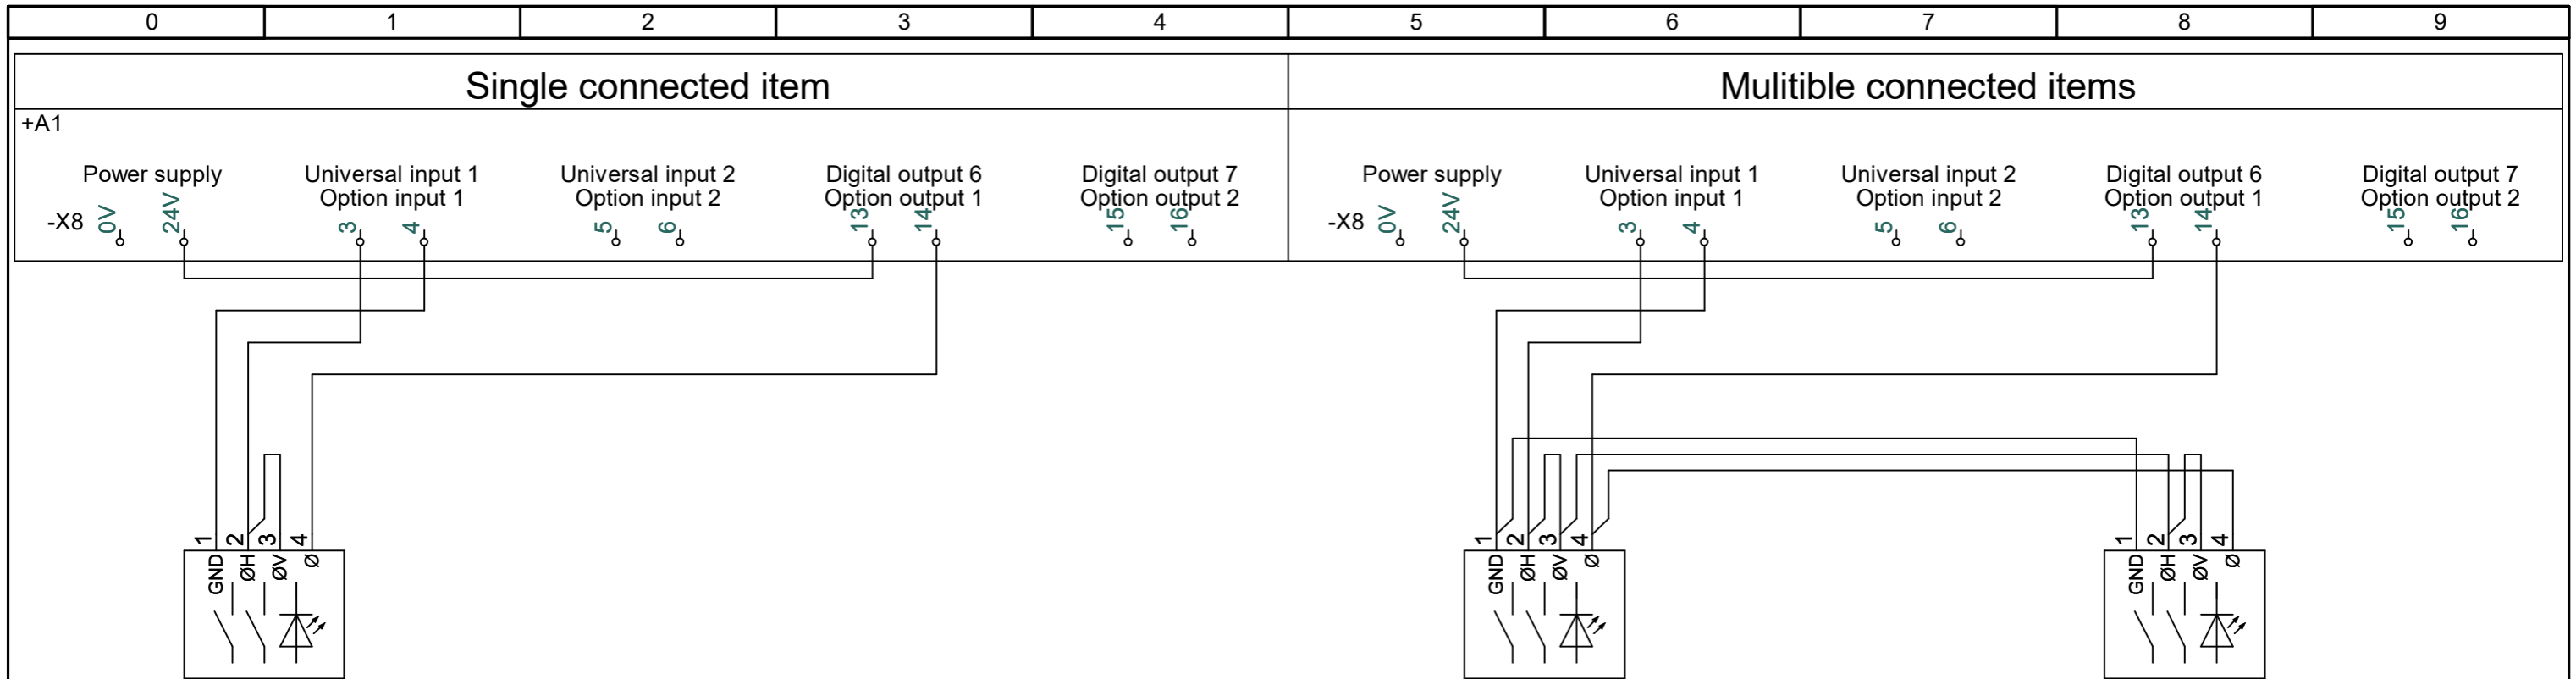 0 1 2 3 4 5 6 7 8 9
Single connected item Mulitible connected items
+A1
Power supply Universal input 1 Universal input 2 Digital output 6 Digital output 7 Power supply Universal input 1 Universal input 2 Digital output 6 Digital output 7
Option input 1 Option input 2 Option output 1 Option output 2 Option input 1 Option input 2 Option output 1 Option output 2
-X8 0V 24V 3 4 5 6 13 14 15 16 -X8 0V 24V 3 4 5 6 13 14 15 16
1 2 3 4 1 2 3 4 1 2 3 4
GND ØH ØV Ø GND ØH ØV Ø GND ØH ØV Ø